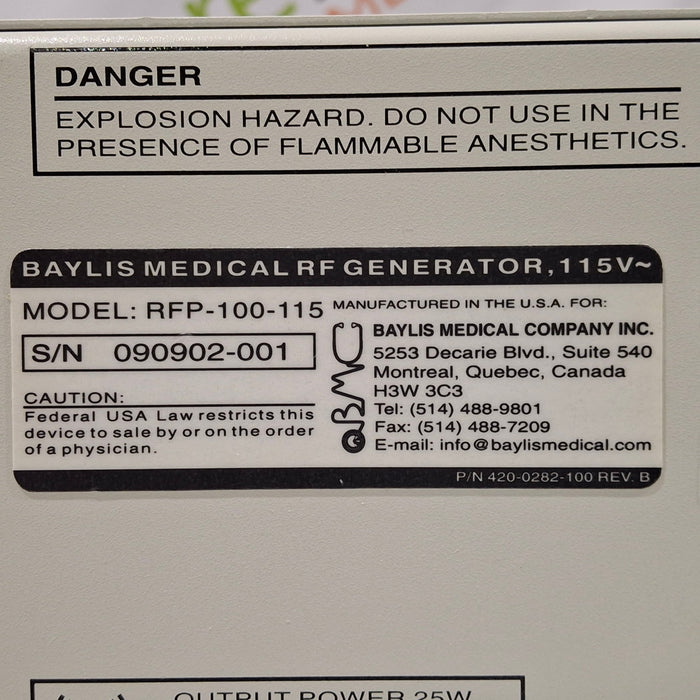 DANGER
EXPLOSION HAZARD. DO NOT USE IN THE
PRESENCE OF FLAMMABLE ANESTHETICS.
BAYLIS MEDICAL RF GENERATOR, 115V~
MODEL: RFP-100-115
S/N 090902-001
CAUTION:
Federal USA Law restricts this
device to sale by or on the order
of a physician.
MANUFACTURED IN THE U.S.A. FOR:
BMC
BAYLIS MEDICAL COMPANY INC.
5253 Decarie Blvd., Suite 540
Montreal, Quebec, Canada
H3W 3C3
Tel: (514) 488-9801
Fax: (514) 488-7209
E-mail: info@baylismedical.com
P/N 420-0282-100 REV. B
OUTPUT POWER 25W